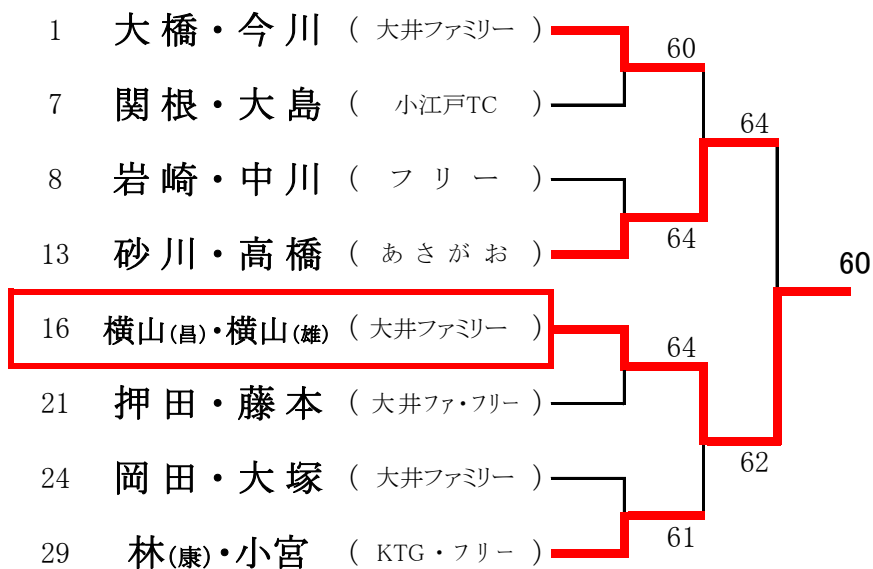 1 大橋・今川 ( 大井ファミリー )
60
7 関根・大島 ( 小江戸TC )
64
8 岩崎・中川 ( フリー )
64
13 砂川・高橋 ( あさがお )
60
16 横山(昌)・横山(雄) ( 大井ファミリー )
64
21 押田・藤本 ( 大井ファ・フリー )
62
24 岡田・大塚 ( 大井ファミリー )
61
29 林(康)・小宮 ( KTG・フリー )